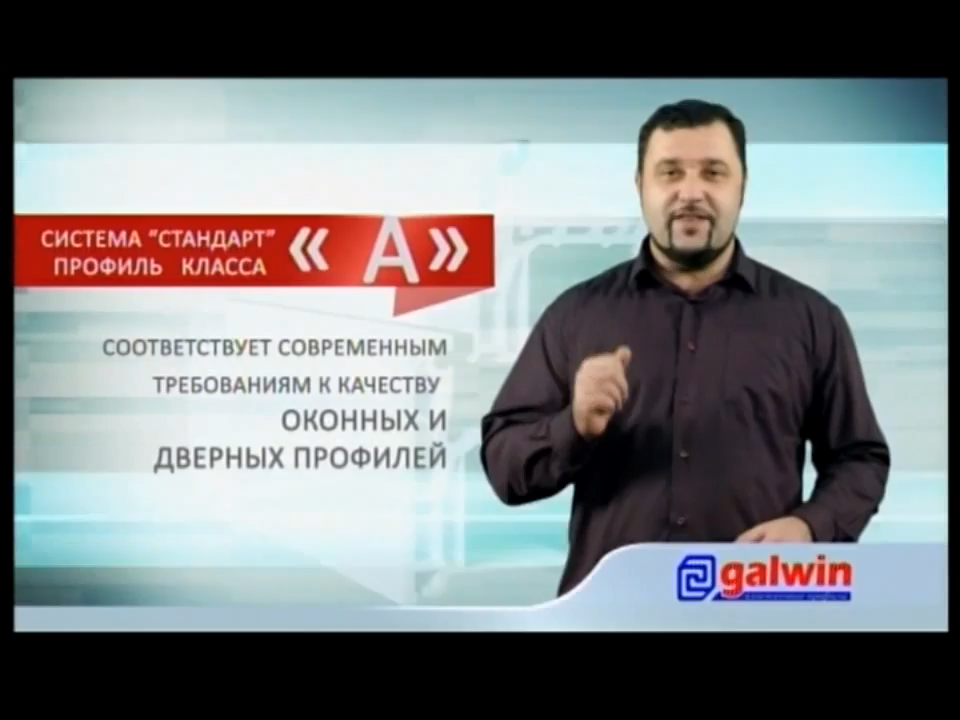 СИСТЕМА "СТАНДАРТ"
ПРОФИЛЬ КЛАССА « А »
СООТВЕТСТВУЕТ СОВРЕМЕННЫМ
ТРЕБОВАНИЯМ К КАЧЕСТВУ
ОКОННЫХ И
ДВЕРНЫХ ПРОФИЛЕЙ
galwin